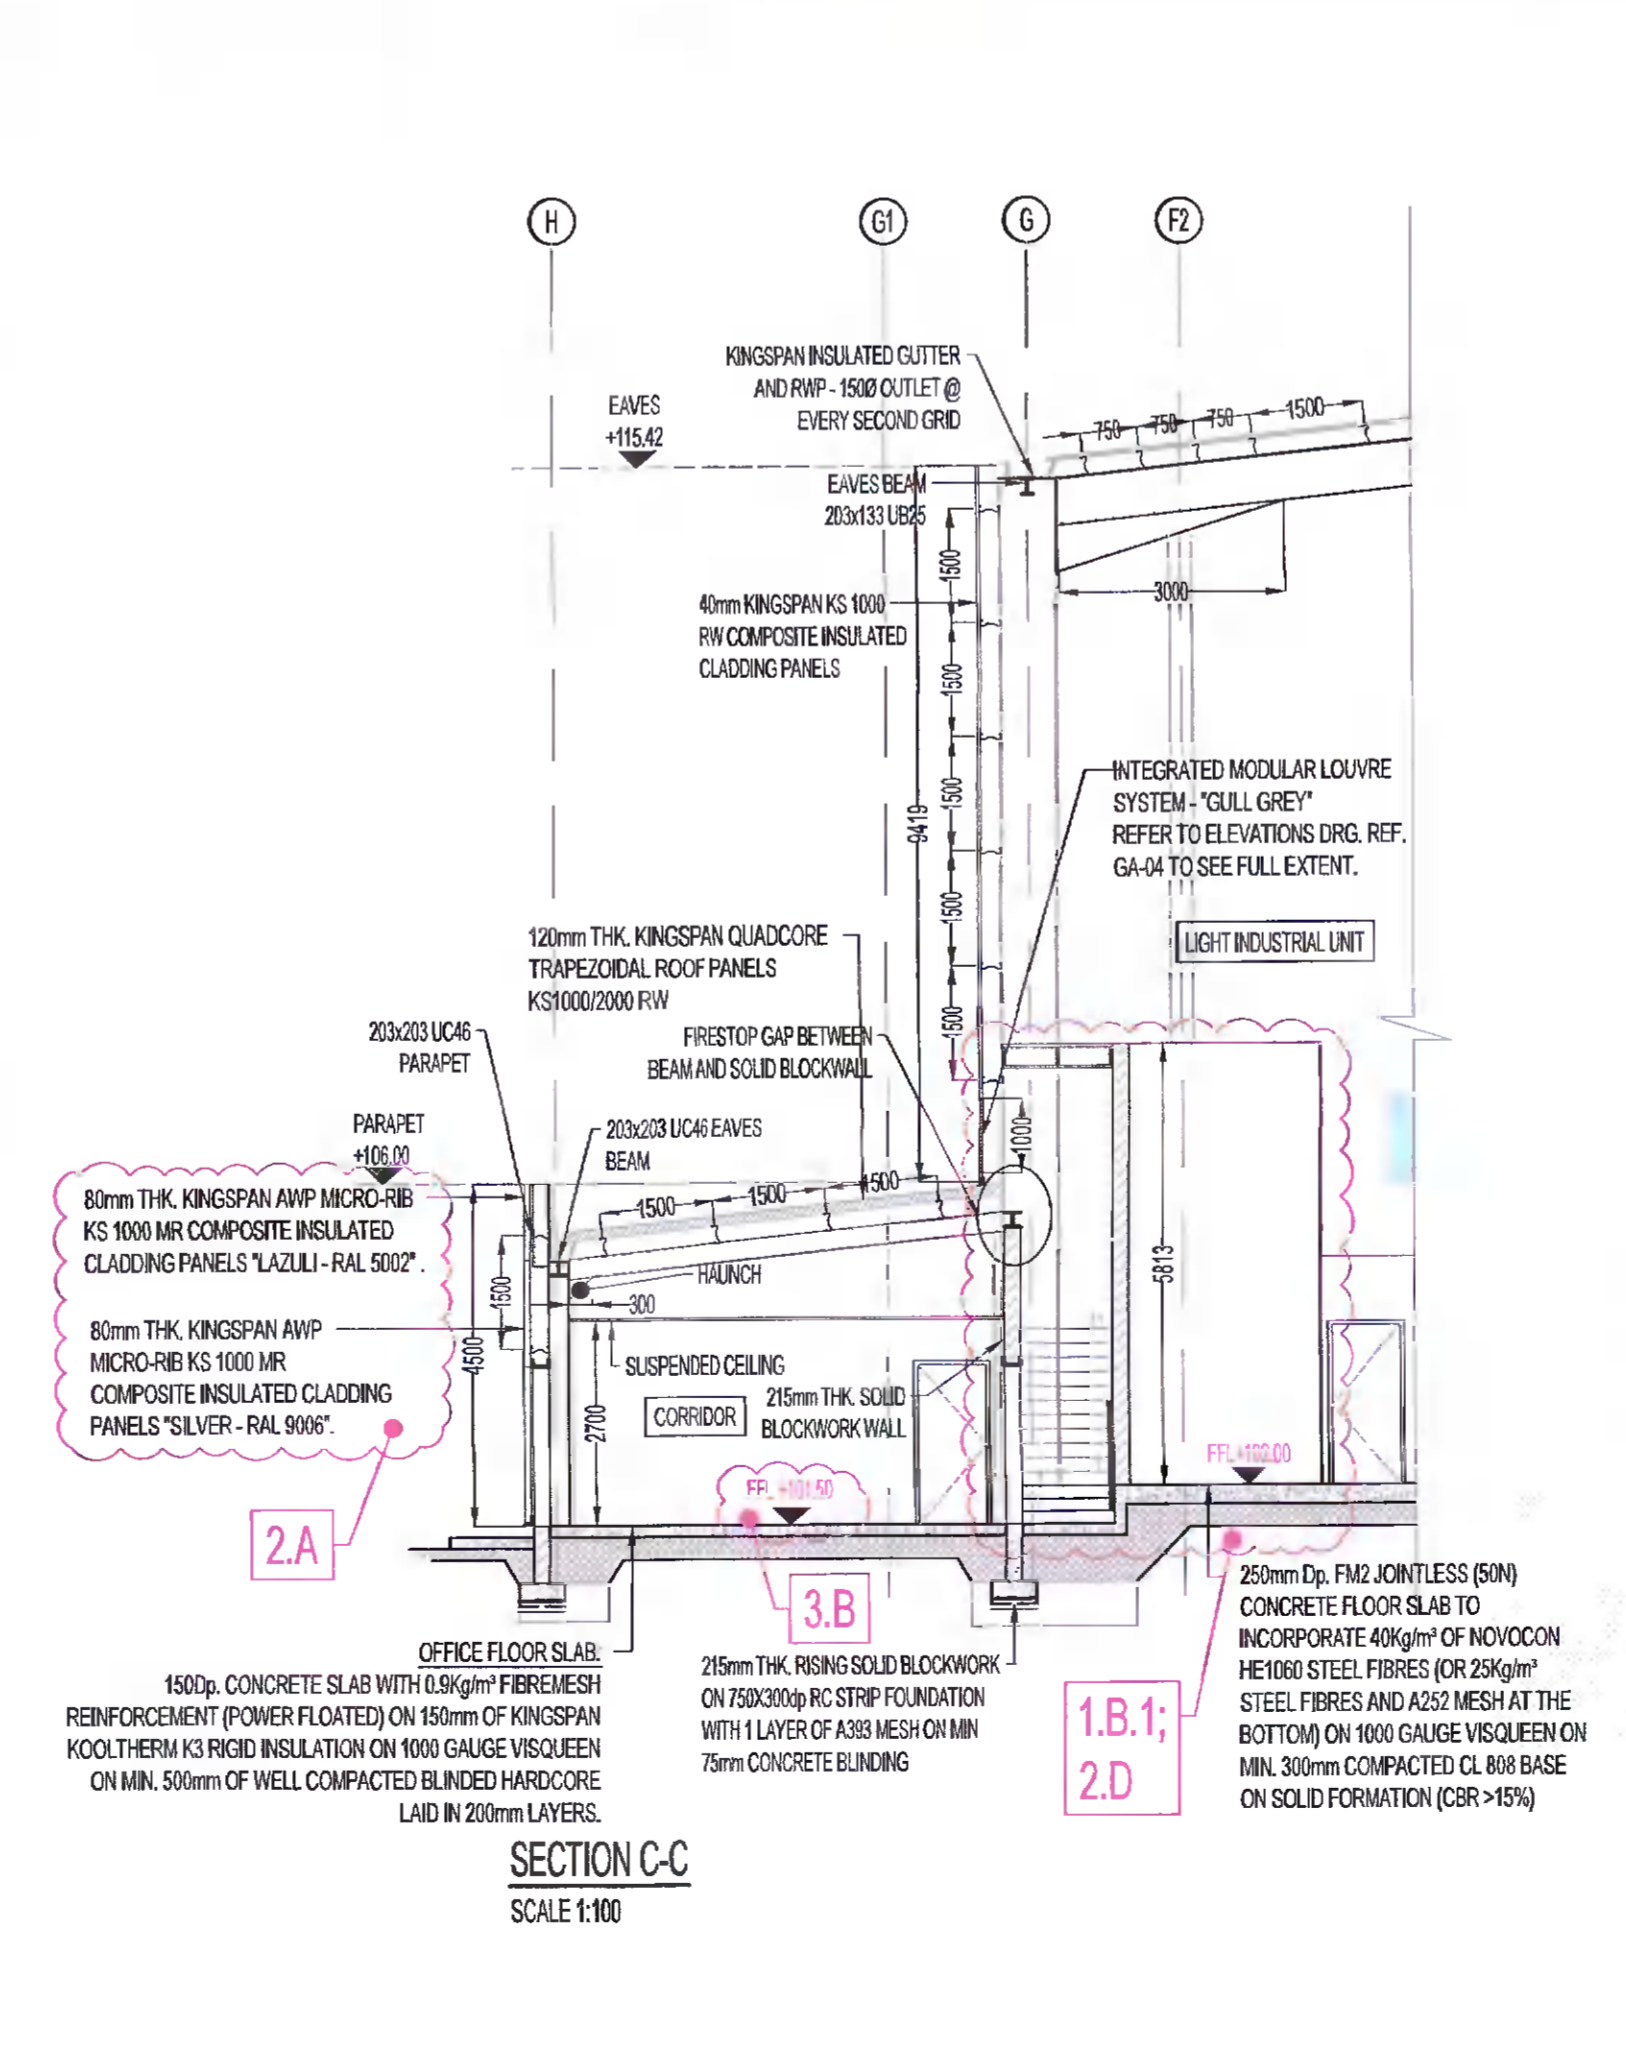 H
G1
G
F2
KINGSPAN INSULATED GUTTER
AND RWP - 150Ø OUTLET @
EVERY SECOND GRID
EAVES
+115.42
750
750
750
1500
EAVES BEAM
203x133 UB25
1500
3000
40mm KINGSPAN KS 1000
RW COMPOSITE INSULATED
CLADDING PANELS
1500
1500
9419
1500
1500
INTEGRATED MODULAR LOUVRE
SYSTEM - "GULL GREY"
REFER TO ELEVATIONS DRG. REF.
GA-04 TO SEE FULL EXTENT.
LIGHT INDUSTRIAL UNIT
120mm THK. KINGSPAN QUADCORE
TRAPEZOIDAL ROOF PANELS
KS1000/2000 RW
203x203 UC46
PARAPET
FIRESTOP GAP BETWEEN
BEAM AND SOLID BLOCKWALL
PARAPET
+106.00
203x203 UC46 EAVES
BEAM
1000
1500
1500
1500
80mm THK. KINGSPAN AWP MICRO-RIB
KS 1000 MR COMPOSITE INSULATED
CLADDING PANELS "LAZULI - RAL 5002".
80mm THK. KINGSPAN AWP
MICRO-RIB KS 1000 MR
COMPOSITE INSULATED CLADDING
PANELS "SILVER - RAL 9006".
1500
4500
HAUNCH
300
5813
SUSPENDED CEILING
2700
CORRIDOR
215mm THK. SOLID
BLOCKWORK WALL
FFL +100.00
FFL +101.50
2.A
3.B
1.B.1;
2.D
OFFICE FLOOR SLAB.
150Dp. CONCRETE SLAB WITH 0.9Kg/m³ FIBREMESH
REINFORCEMENT (POWER FLOATED) ON 150mm OF KINGSPAN
KOOLTHERM K3 RIGID INSULATION ON 1000 GAUGE VISQUEEN
ON MIN. 500mm OF WELL COMPACTED BLINDED HARDCORE
LAID IN 200mm LAYERS.
215mm THK. RISING SOLID BLOCKWORK
ON 750X300dp RC STRIP FOUNDATION
WITH 1 LAYER OF A393 MESH ON MIN
75mm CONCRETE BLINDING
250mm Dp. FM2 JOINTLESS (50N)
CONCRETE FLOOR SLAB TO
INCORPORATE 40Kg/m³ OF NOVOCON
HE1060 STEEL FIBRES (OR 25Kg/m³
STEEL FIBRES AND A252 MESH AT THE
BOTTOM) ON 1000 GAUGE VISQUEEN ON
MIN. 300mm COMPACTED CL 808 BASE
ON SOLID FORMATION (CBR >15%)
SECTION C-C
SCALE 1:100